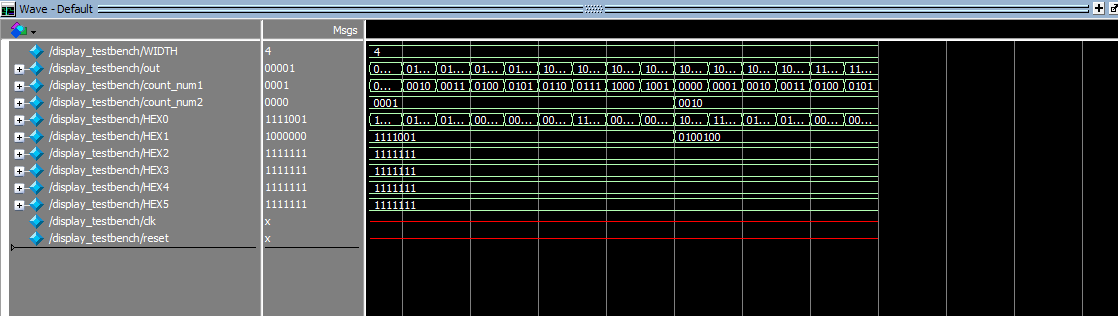 Wave - Default
Msgs
/display_testbench/WIDTH 4 4
/display_testbench/out 00001 0... 01... 01... 01... 01... 10... 10... 10... 10... 10... 10... 10... 10... 11... 11...
/display_testbench/count_num1 0001 0... 0010 0011 0100 0101 0110 0111 1000 1001 0000 0001 0010 0011 0100 0101
/display_testbench/count_num2 0000 0001 0010
/display_testbench/HEX0 1111001 1... 01... 01... 00... 00... 00... 11... 00... 00... 10... 11... 01... 01... 00... 00...
/display_testbench/HEX1 1000000 1111001 0100100
/display_testbench/HEX2 1111111 1111111
/display_testbench/HEX3 1111111 1111111
/display_testbench/HEX4 1111111 1111111
/display_testbench/HEX5 1111111 1111111
/display_testbench/clk x
/display_testbench/reset x